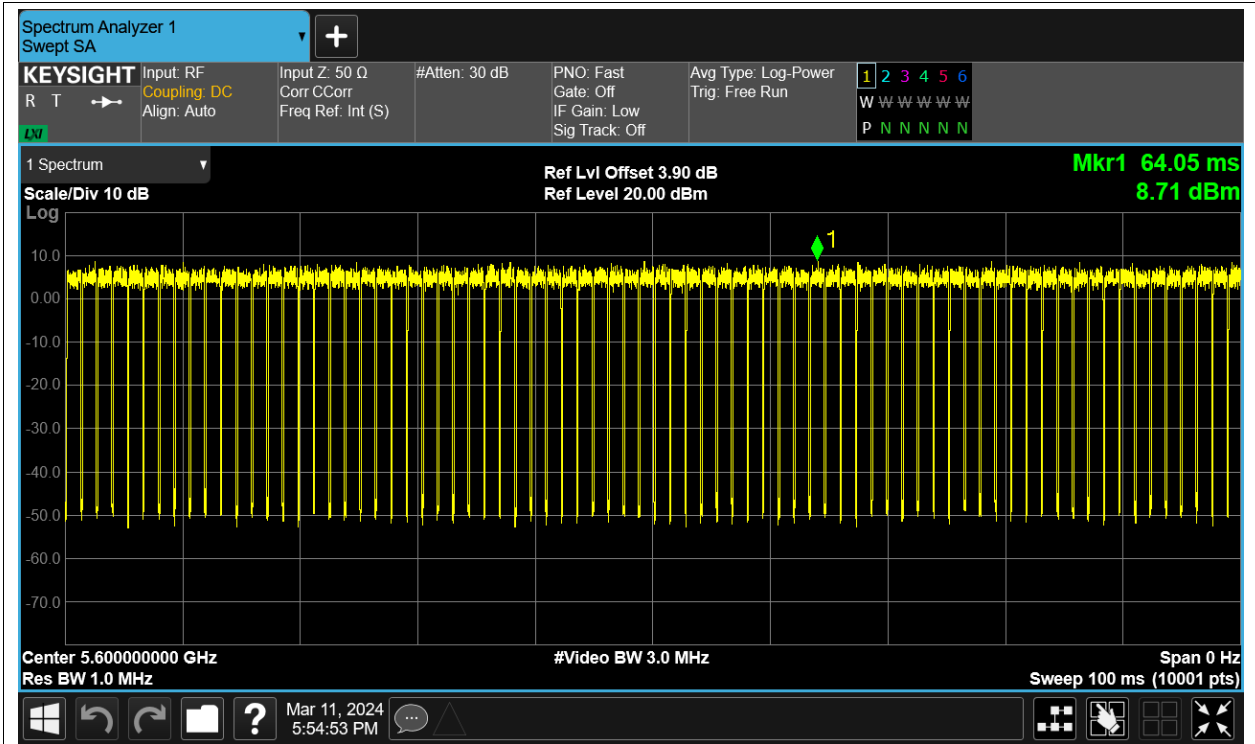 Spectrum Analyzer 1
Swept SA
KEYSIGHT
R T
LXI
Input: RF
Coupling: DC
Align: Auto
Input Z: 50 Ω
Corr CCorr
Freq Ref: Int (S)
#Atten: 30 dB
PNO: Fast
Gate: Off
IF Gain: Low
Sig Track: Off
Avg Type: Log-Power
Trig: Free Run
1 2 3 4 5 6
W W W W W W
P N N N N N
1 Spectrum
Scale/Div 10 dB
Log
Ref Lvl Offset 3.90 dB
Ref Level 20.00 dBm
Mkr1 64.05 ms
8.71 dBm
1
10.0
0.00
-10.0
-20.0
-30.0
-40.0
-50.0
-60.0
-70.0
Center 5.600000000 GHz
Res BW 1.0 MHz
#Video BW 3.0 MHz
Span 0 Hz
Sweep 100 ms (10001 pts)
?
Mar 11, 2024
5:54:53 PM